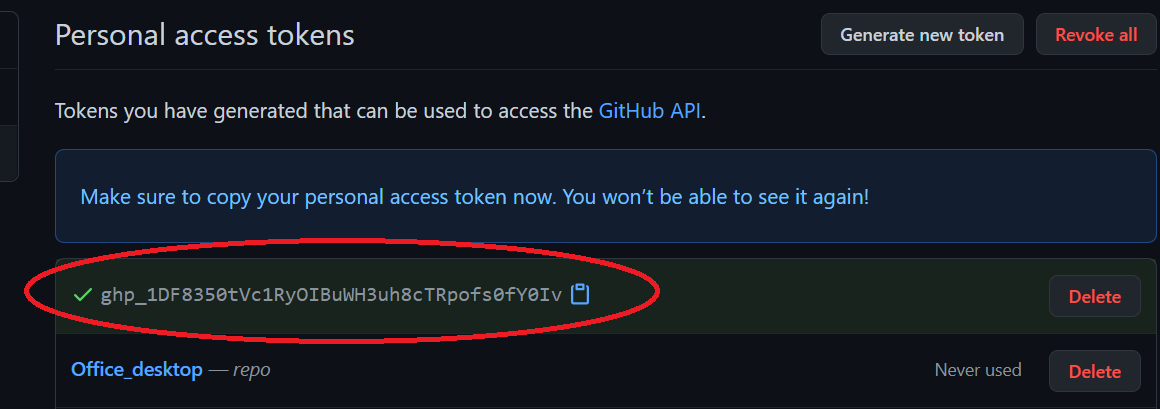 Personal access tokens
Generate new token
Revoke all
Tokens you have generated that can be used to access the GitHub API.
Make sure to copy your personal access token now. You won’t be able to see it again!
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
Delete
Office_desktop — repo
Never used
Delete